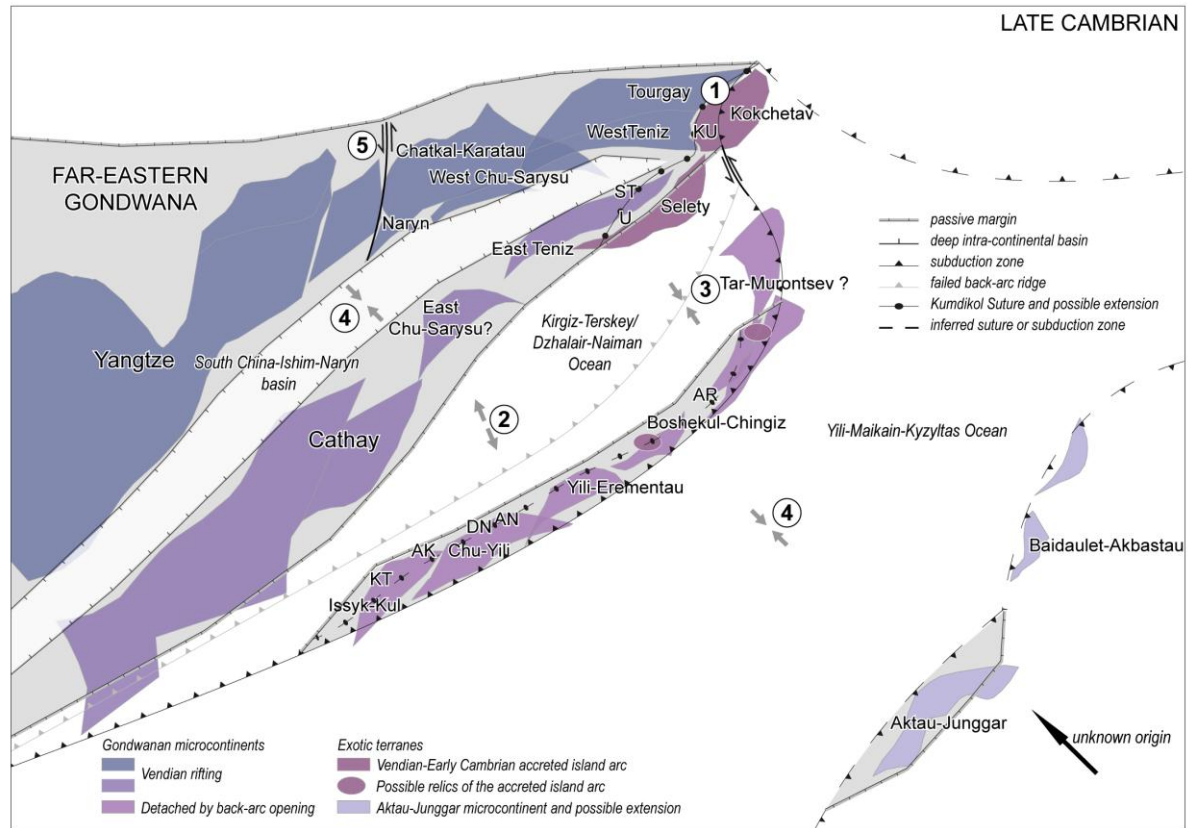 LATE CAMBRIAN
FAR-EASTERN
GONDWANA
1
Tourgay
Kokchetav
WestTeniz
KU
5
Chatkal-Karatau
West Chu-Sarysu
Naryn
ST
U
Selety
East Teniz
passive margin
deep intra-continental basin
subduction zone
failed back-arc ridge
Kumdikol Suture and possible extension
inferred suture or subduction zone
3
Tar-Murontsev ?
4
East
Chu-Sarysu?
Kirgiz-Terskey/
Dzhalair-Naiman
Ocean
Yangtze
South China-Ishim-Naryn
basin
2
Cathay
AR
Boshekul-Chingiz
Yili-Maikain-Kyzyltas Ocean
Yili-Erementau
4
DN
AN
AK
Chu-Yili
KT
Issyk-Kul
Baidaulet-Akbastau
Aktau-Junggar
unknown origin
Gondwanan microcontinents
Vendian rifting
Detached by back-arc opening
Exotic terranes
Vendian-Early Cambrian accreted island arc
Possible relics of the accreted island arc
Aktau-Junggar microcontinent and possible extension